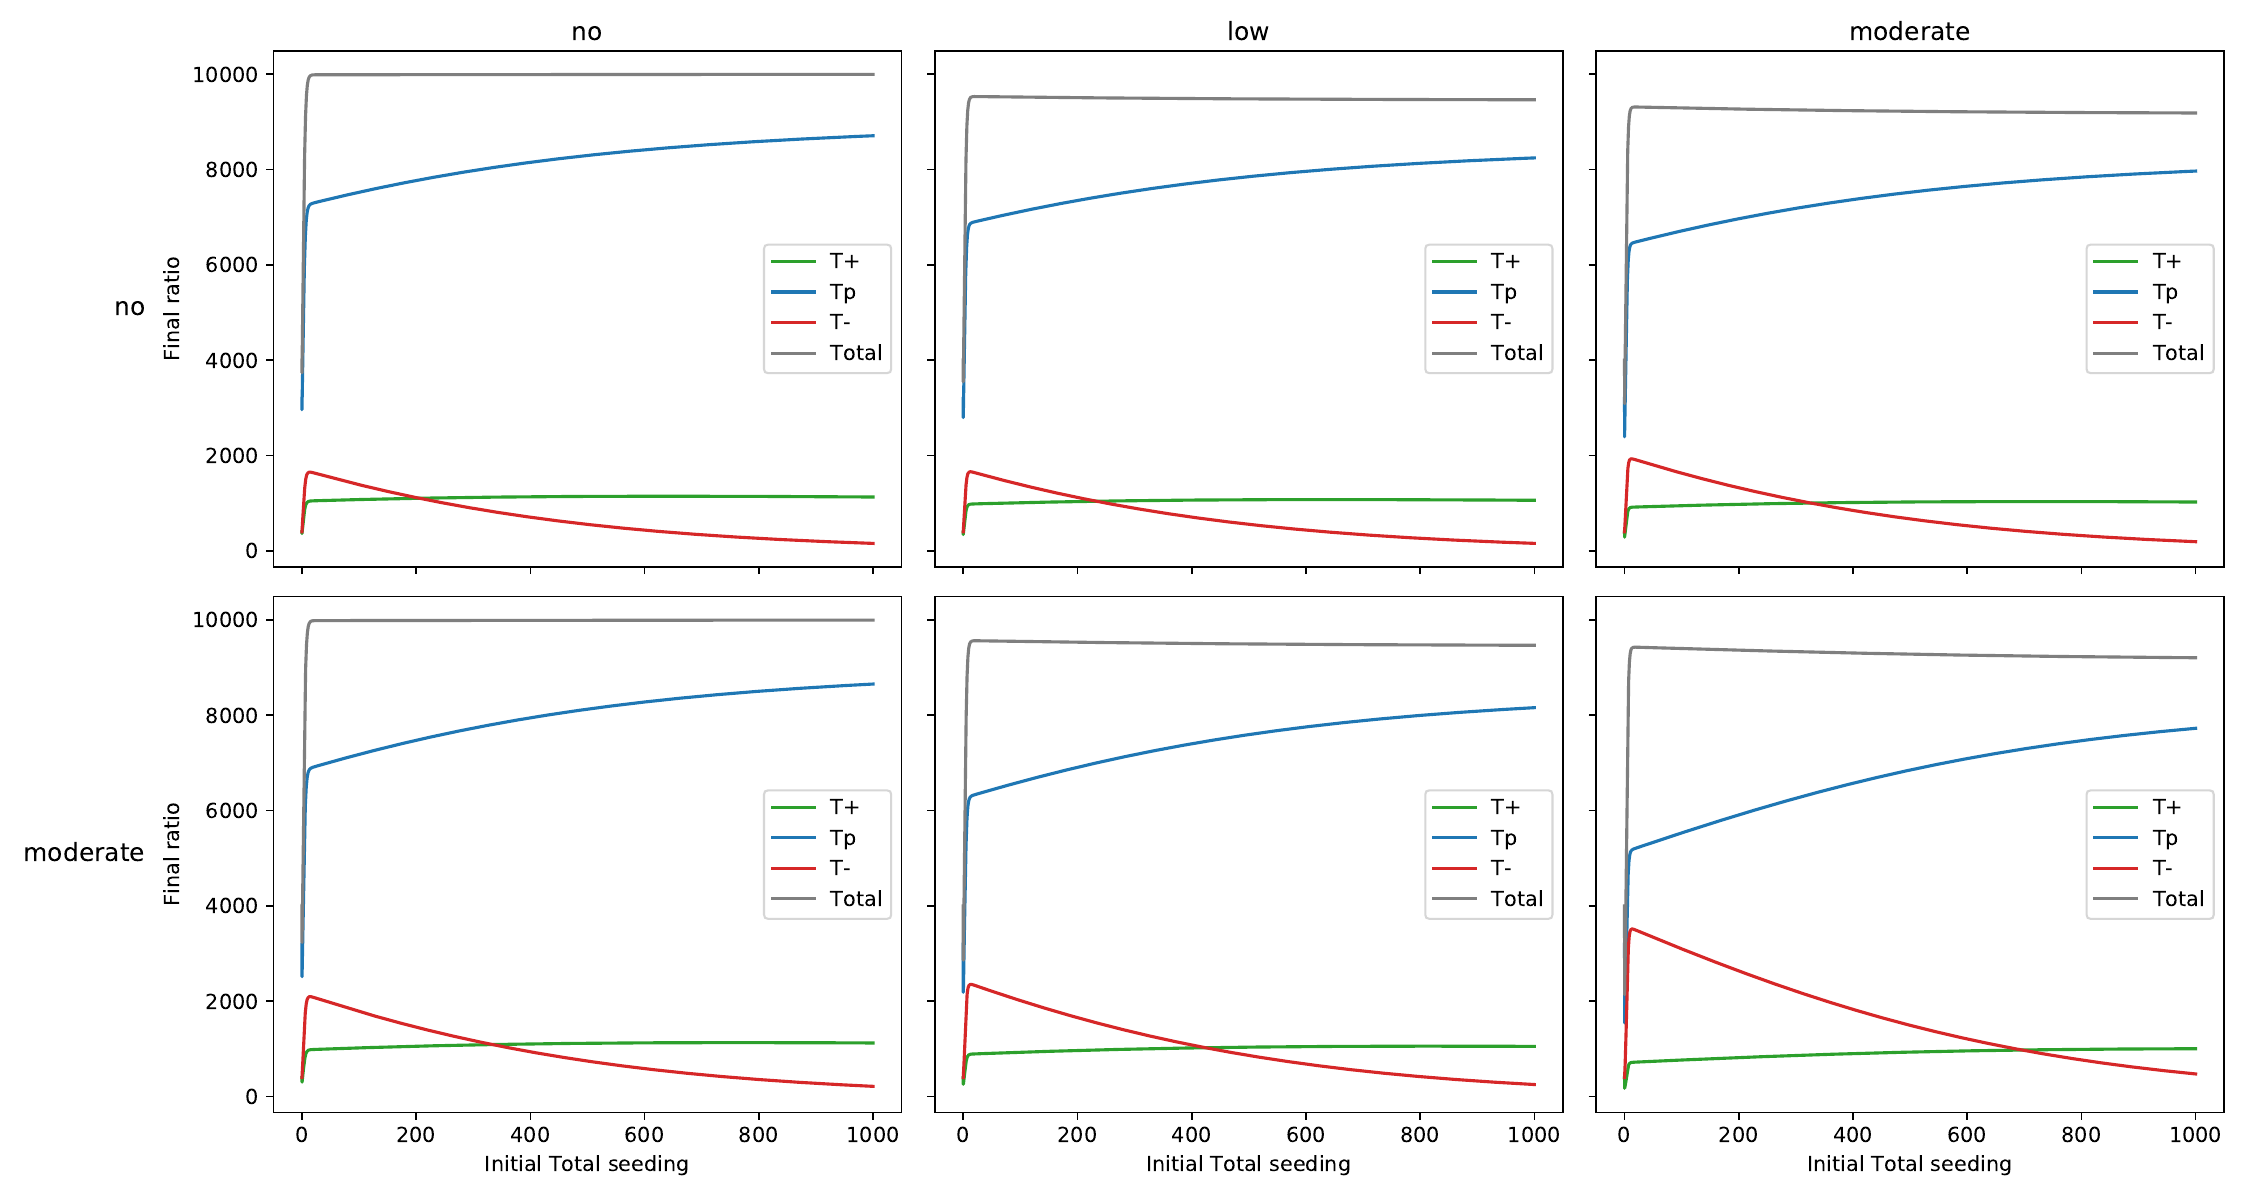 no
low
moderate
no
Final ratio
10000
8000
6000
4000
2000
0
T+
Tp
T-
Total
T+
Tp
T-
Total
T+
Tp
T-
Total
moderate
Final ratio
10000
8000
6000
4000
2000
0
T+
Tp
T-
Total
T+
Tp
T-
Total
T+
Tp
T-
Total
0 200 400 600 800 1000
Initial Total seeding
0 200 400 600 800 1000
Initial Total seeding
0 200 400 600 800 1000
Initial Total seeding